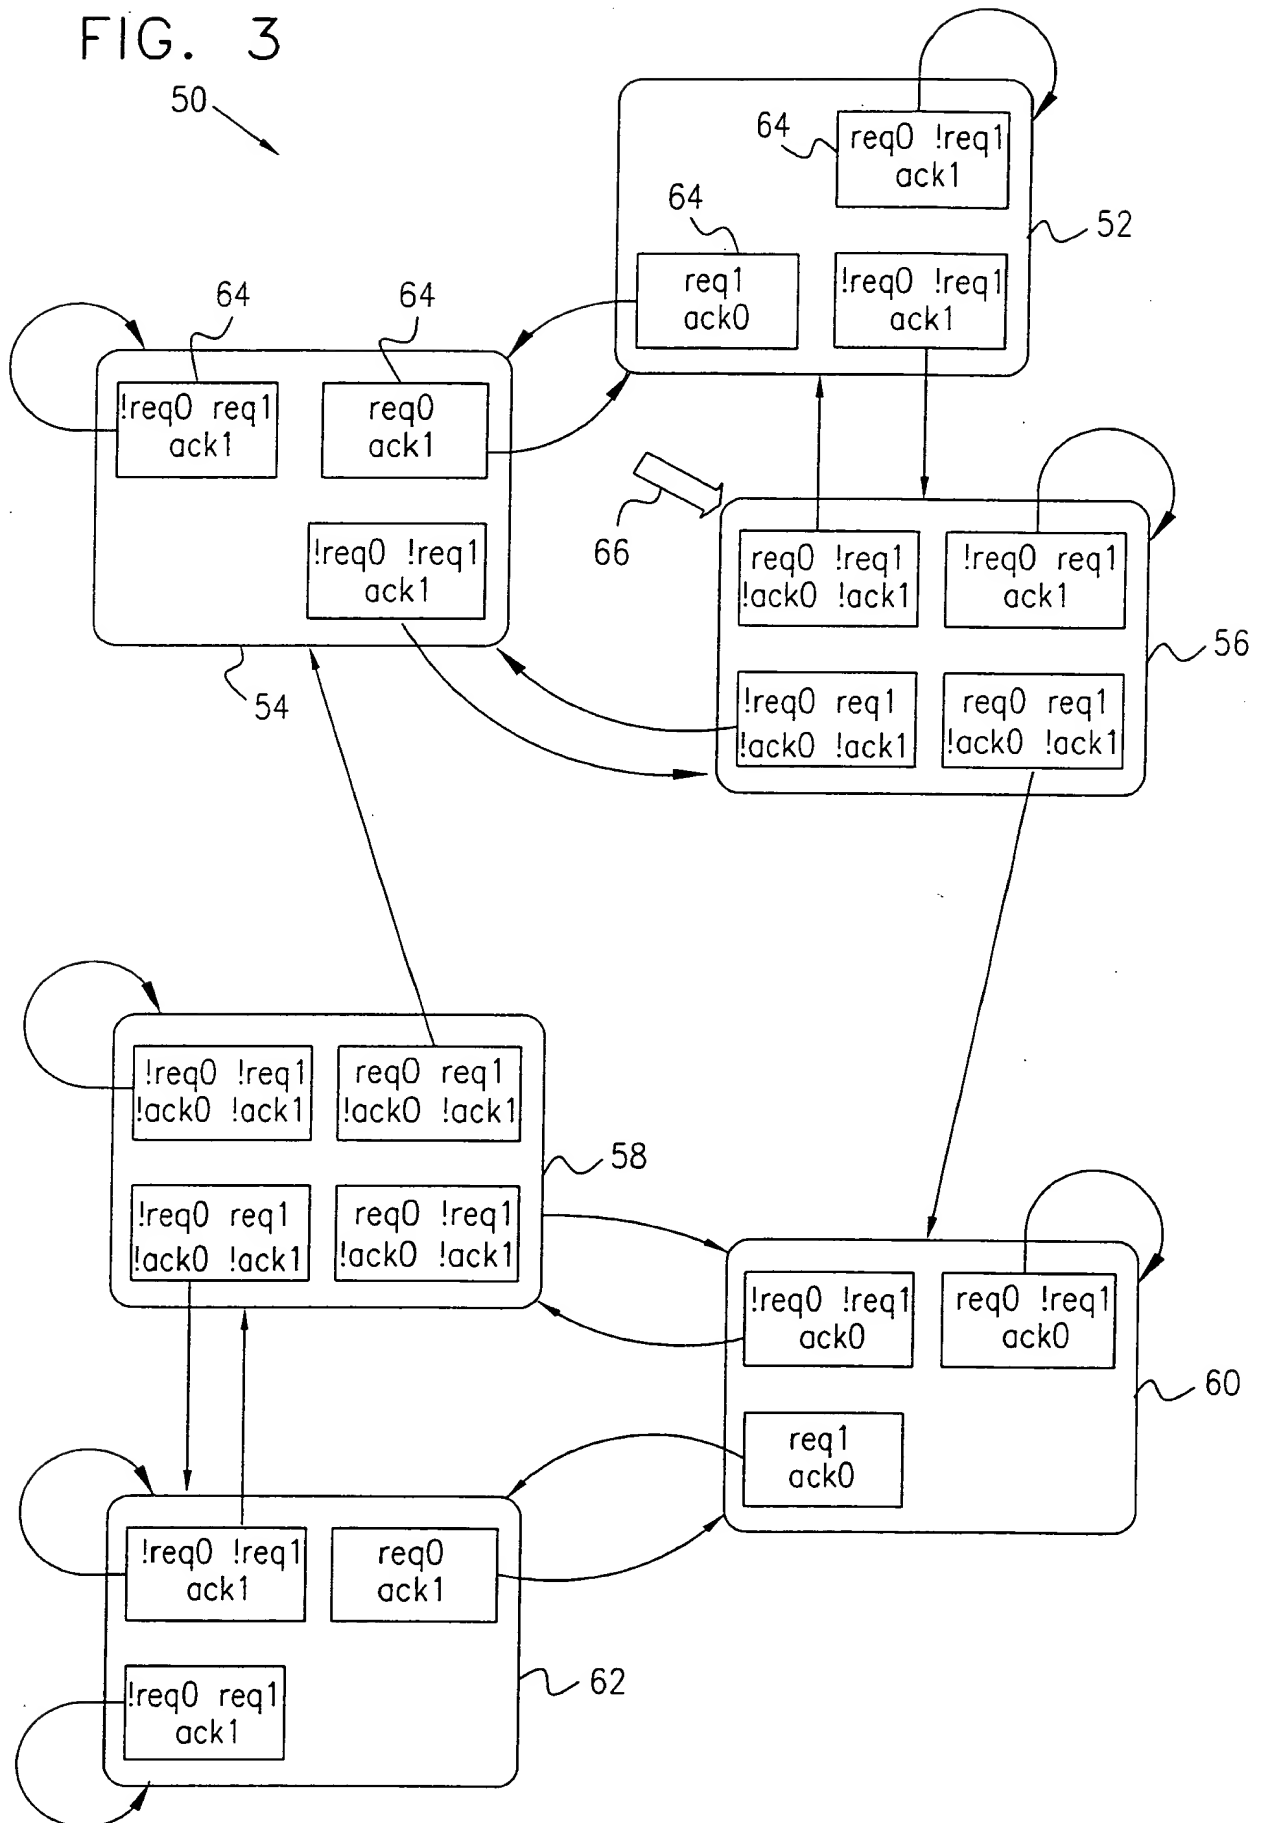 FIG. 3
50
64
req0 !req1
ack1
52
64
req1
ack0
!req0 !req1
ack1
64
64
!req0 req1
ack1
req0
ack1
!req0 !req1
ack1
54
66
req0 !req1
!ack0 !ack1
!req0 req1
ack1
56
!req0 req1
!ack0 !ack1
req0 req1
!ack0 !ack1
!req0 !req1
!ack0 !ack1
req0 req1
!ack0 !ack1
58
!req0 req1
!ack0 !ack1
req0 !req1
!ack0 !ack1
!req0 !req1
ack0
req0 !req1
ack0
60
req1
ack0
!req0 !req1
ack1
req0
ack1
62
!req0 req1
ack1